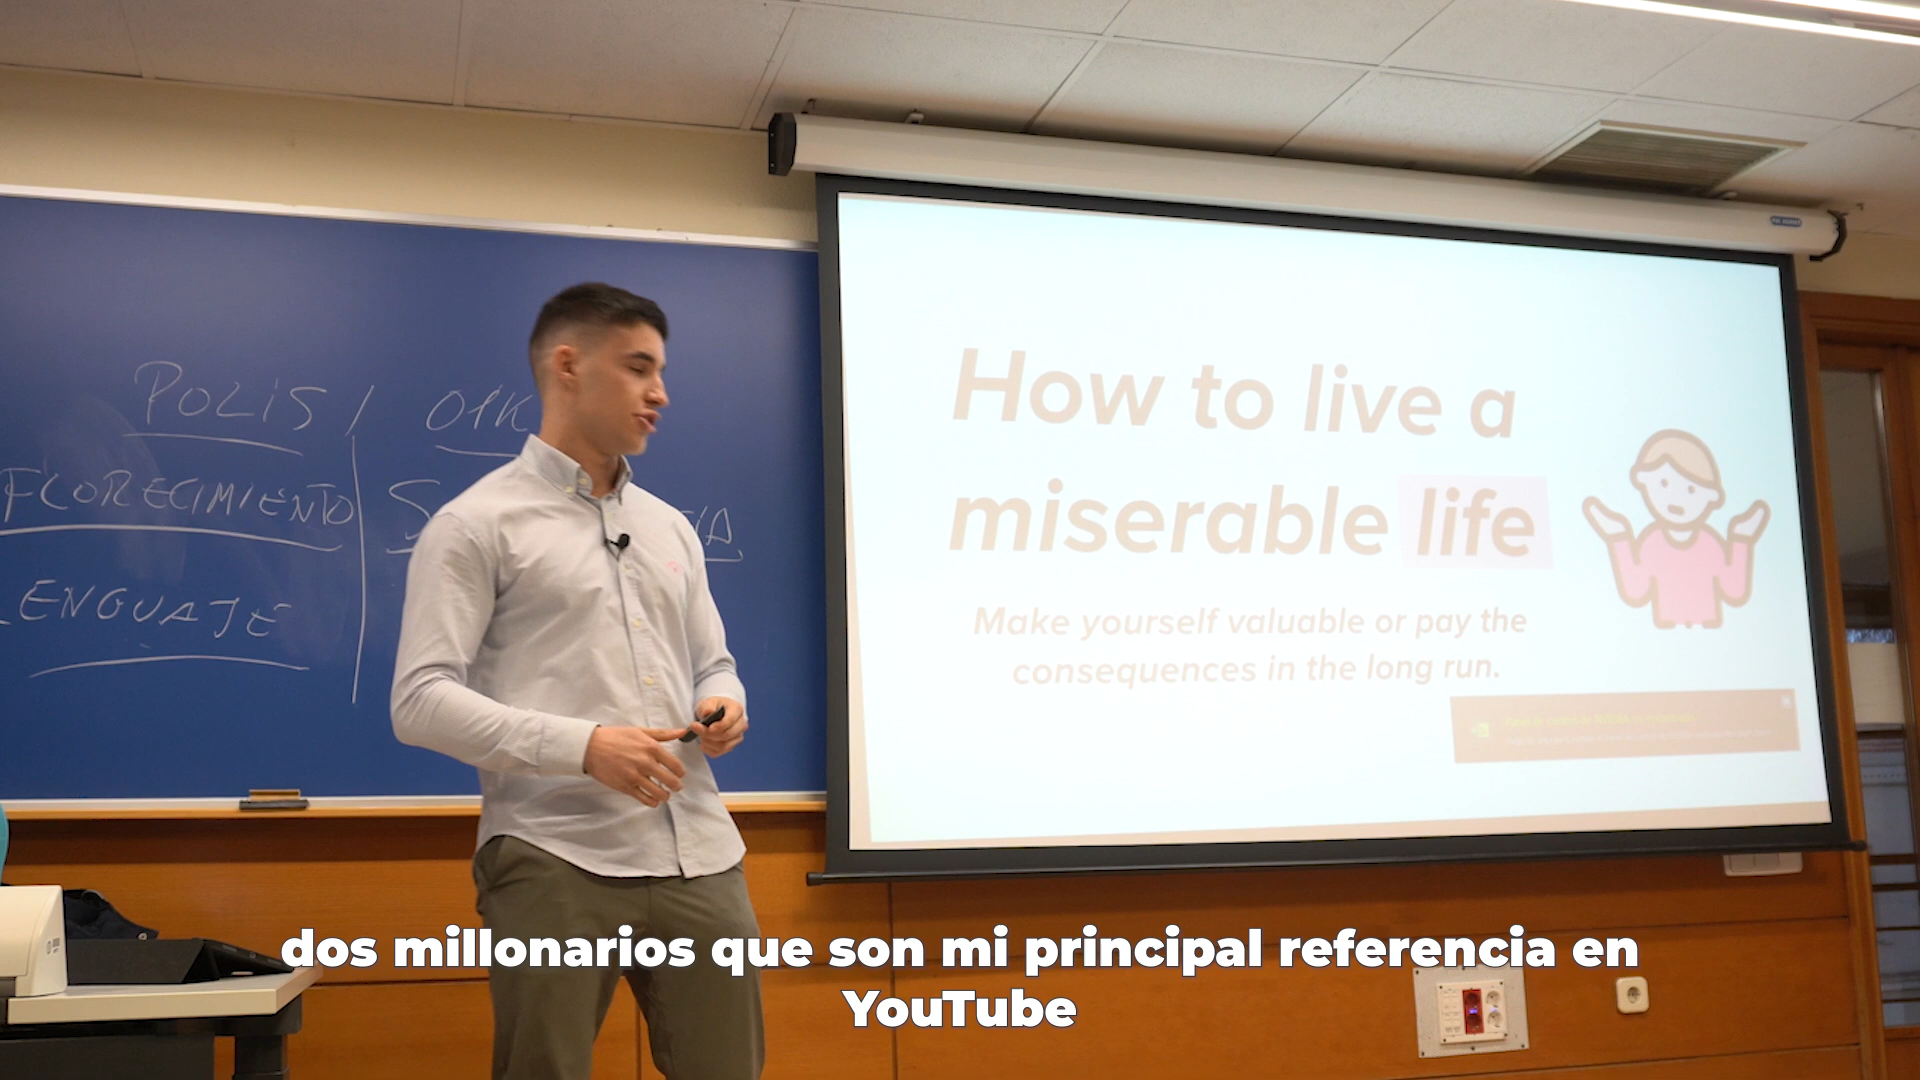 POLIS / OIK
FLORECIMIENTO
LENGUAJE
How to live a
miserable life
Make yourself valuable or pay the
consequences in the long run.
dos millonarios que son mi principal referencia en
YouTube